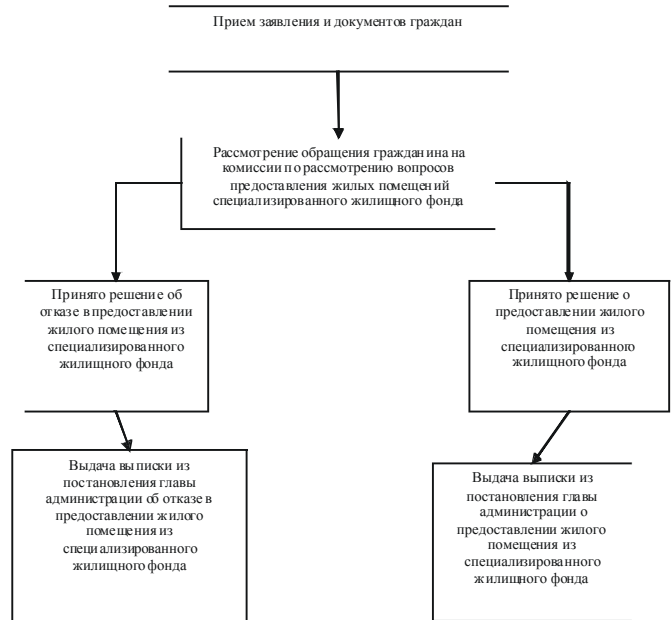 Прием заявления и документов граждан
Рассмотрение обращения гражданина на
комиссии по рассмотрению вопросов
предоставления жилых помещений
специализированного жилищного фонда
Принято решение об
отказе в предоставлении
жилого помещения из
специализированного
жилищного фонда
Принято решение о
предоставлении жилого
помещения из
специализированного
жилищного фонда
Выдача выписки из
постановления главы
администрации об отказе в
предоставлении жилого
помещения из
специализированного
жилищного фонда
Выдача выписки из
постановления главы
администрации о
предоставлении жилого
помещения из
специализированного
жилищного фонда